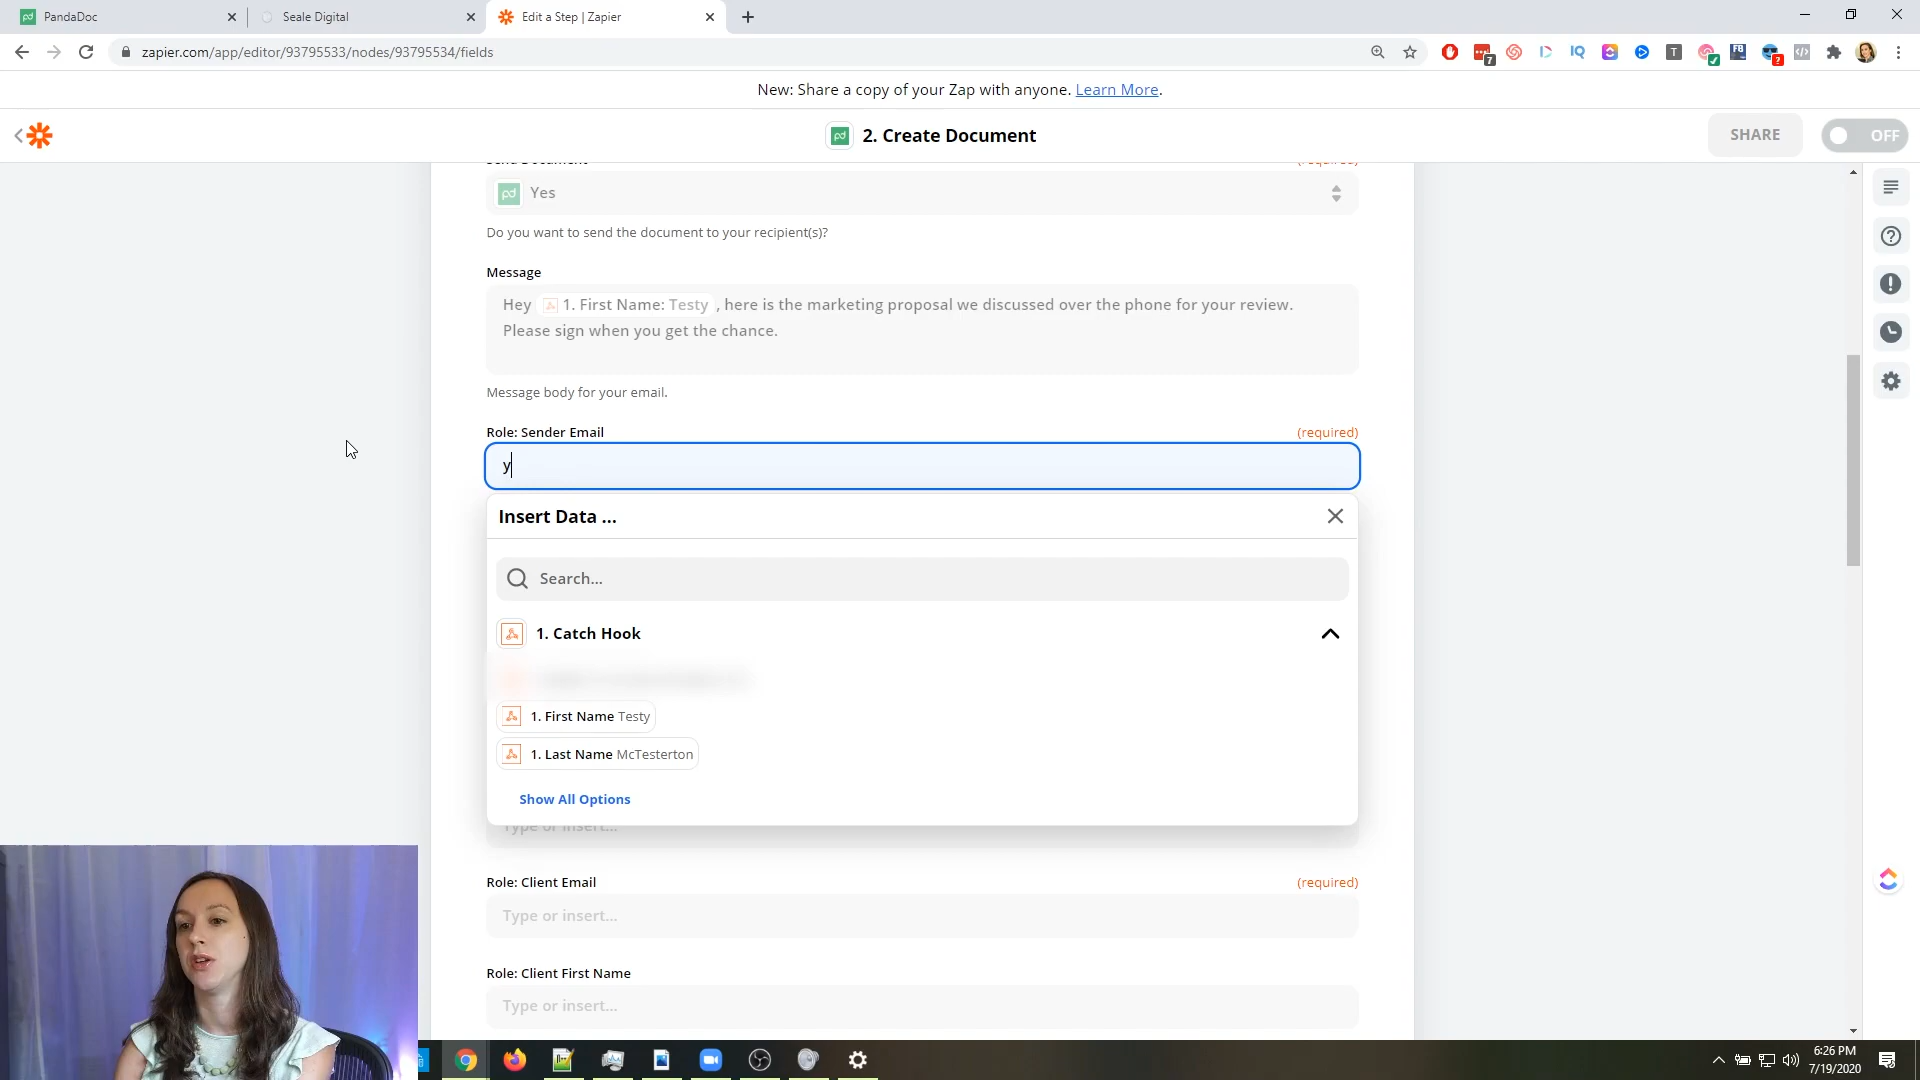 PandaDoc
Seale Digital
Edit a Step | Zapier
zapier.com/app/editor/93795533/nodes/93795534/fields
New: Share a copy of your Zap with anyone. Learn More.
2. Create Document
SHARE
OFF
Send Document (required)
Yes
Do you want to send the document to your recipient(s)?
Message
Hey 1. First Name: Testy , here is the marketing proposal we discussed over the phone for your review.
Please sign when you get the chance.
Message body for your email.
Role: Sender Email (required)
y
Insert Data ...
Search...
1. Catch Hook
1. First Name Testy
1. Last Name McTesterton
Show All Options
Type or insert...
Role: Client Email (required)
Type or insert...
Role: Client First Name
Type or insert...
6:26 PM
7/19/2020